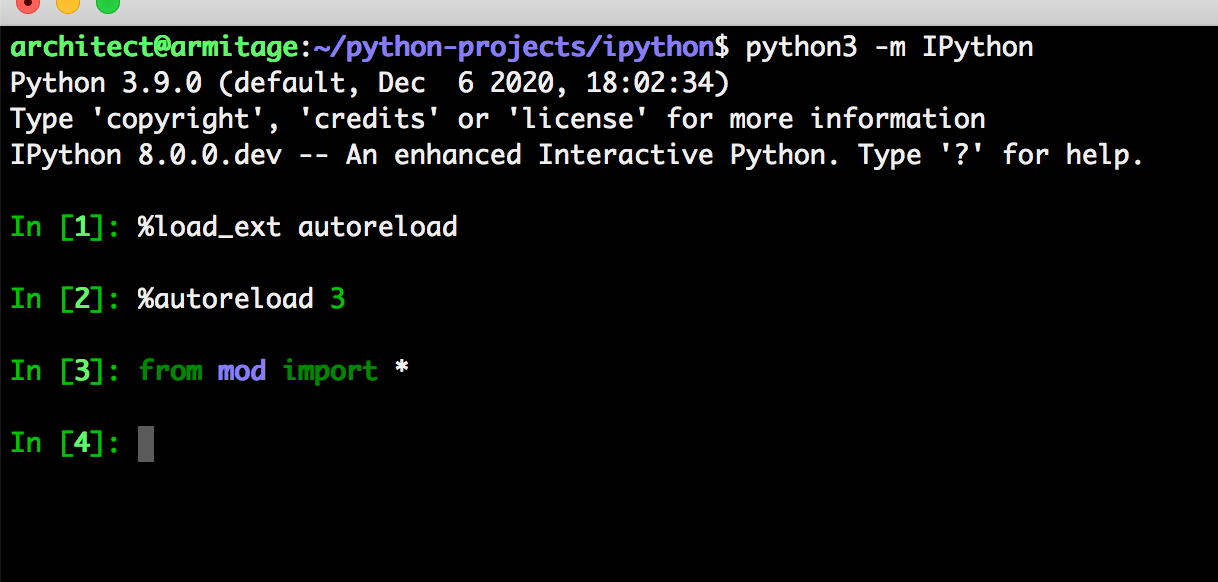 architect@armitage:~/python-projects/ipython$ python3 -m IPython
Python 3.9.0 (default, Dec  6 2020, 18:02:34)
Type 'copyright', 'credits' or 'license' for more information
IPython 8.0.0.dev -- An enhanced Interactive Python. Type '?' for help.
In [1]: %load_ext autoreload
In [2]: %autoreload 3
In [3]: from mod import *
In [4]: